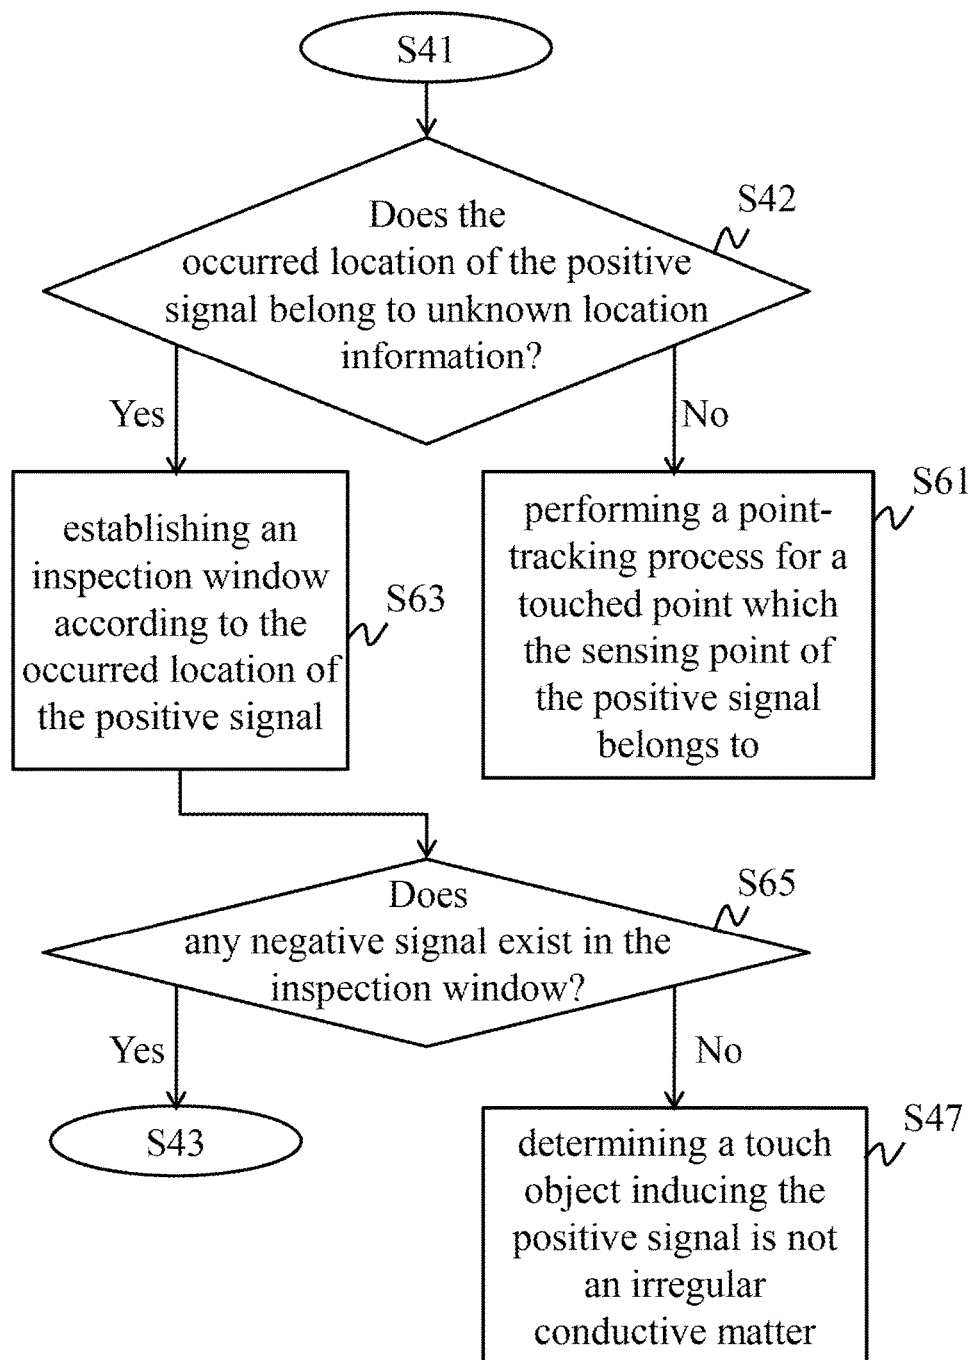 S41
Does the
occurred location of the positive
signal belong to unknown location
information?
S42
Yes
No
establishing an
inspection window
according to the
occurred location of
the positive signal
S63
performing a point-
tracking process for a
touched point which
the sensing point of
the positive signal
belongs to
S61
Does
any negative signal exist in the
inspection window?
S65
Yes
No
S43
determining a touch
object inducing the
positive signal is not
an irregular
conductive matter
S47